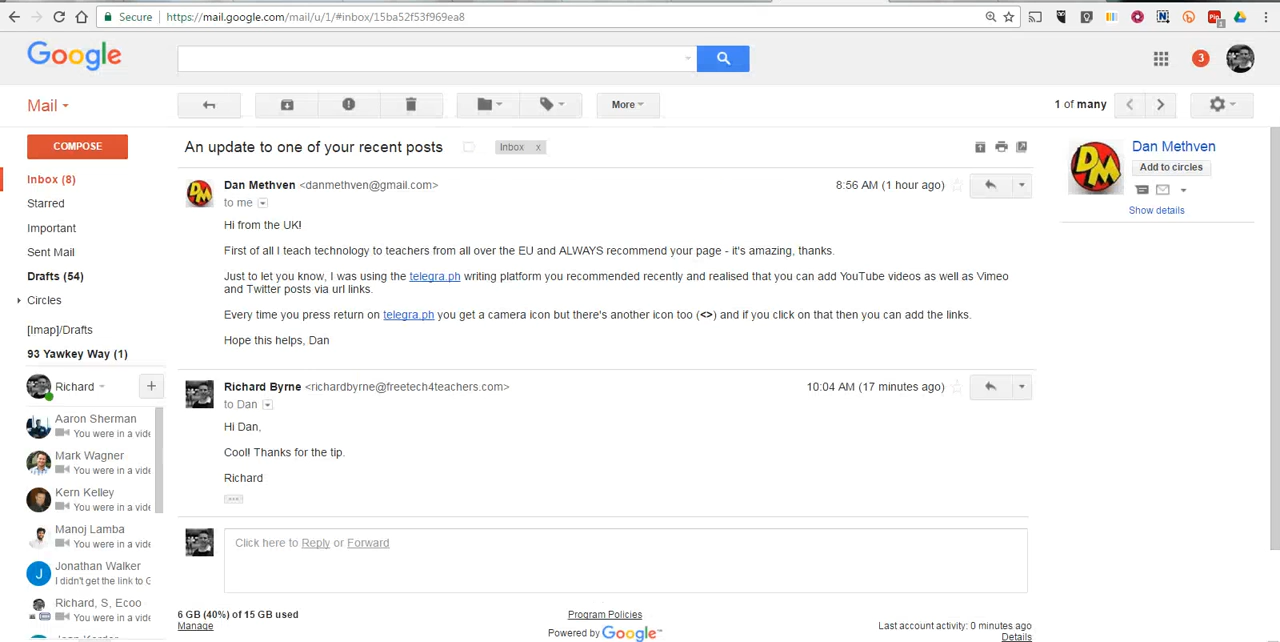 Secure https://mail.google.com/mail/u/1/#inbox/15ba52f53f969ea8
Google
3
Mail
More
1 of many
COMPOSE
An update to one of your recent posts
Inbox x
Dan Methven
Add to circles
Show details
Inbox (8)
Starred
Important
Sent Mail
Drafts (54)
Circles
[Imap]/Drafts
93 Yawkey Way (1)
Dan Methven <danmethven@gmail.com>
8:56 AM (1 hour ago)
to me
Hi from the UK!
First of all I teach technology to teachers from all over the EU and ALWAYS recommend your page - it's amazing, thanks.
Just to let you know, I was using the telegra.ph writing platform you recommended recently and realised that you can add YouTube videos as well as Vimeo
and Twitter posts via url links.
Every time you press return on telegra.ph you get a camera icon but there's another icon too (<>) and if you click on that then you can add the links.
Hope this helps, Dan
Richard
Aaron Sherman
You were in a vide
Mark Wagner
You were in a vide
Kern Kelley
You were in a vide
Manoj Lamba
You were in a vide
J
Jonathan Walker
I didn't get the link to G
Richard, S, Ecoo
You were in a vide
Richard Byrne <richardbyrne@freetech4teachers.com>
10:04 AM (17 minutes ago)
to Dan
Hi Dan,
Cool! Thanks for the tip.
Richard
Click here to Reply or Forward
6 GB (40%) of 15 GB used
Manage
Program Policies
Powered by Google™
Last account activity: 0 minutes ago
Details